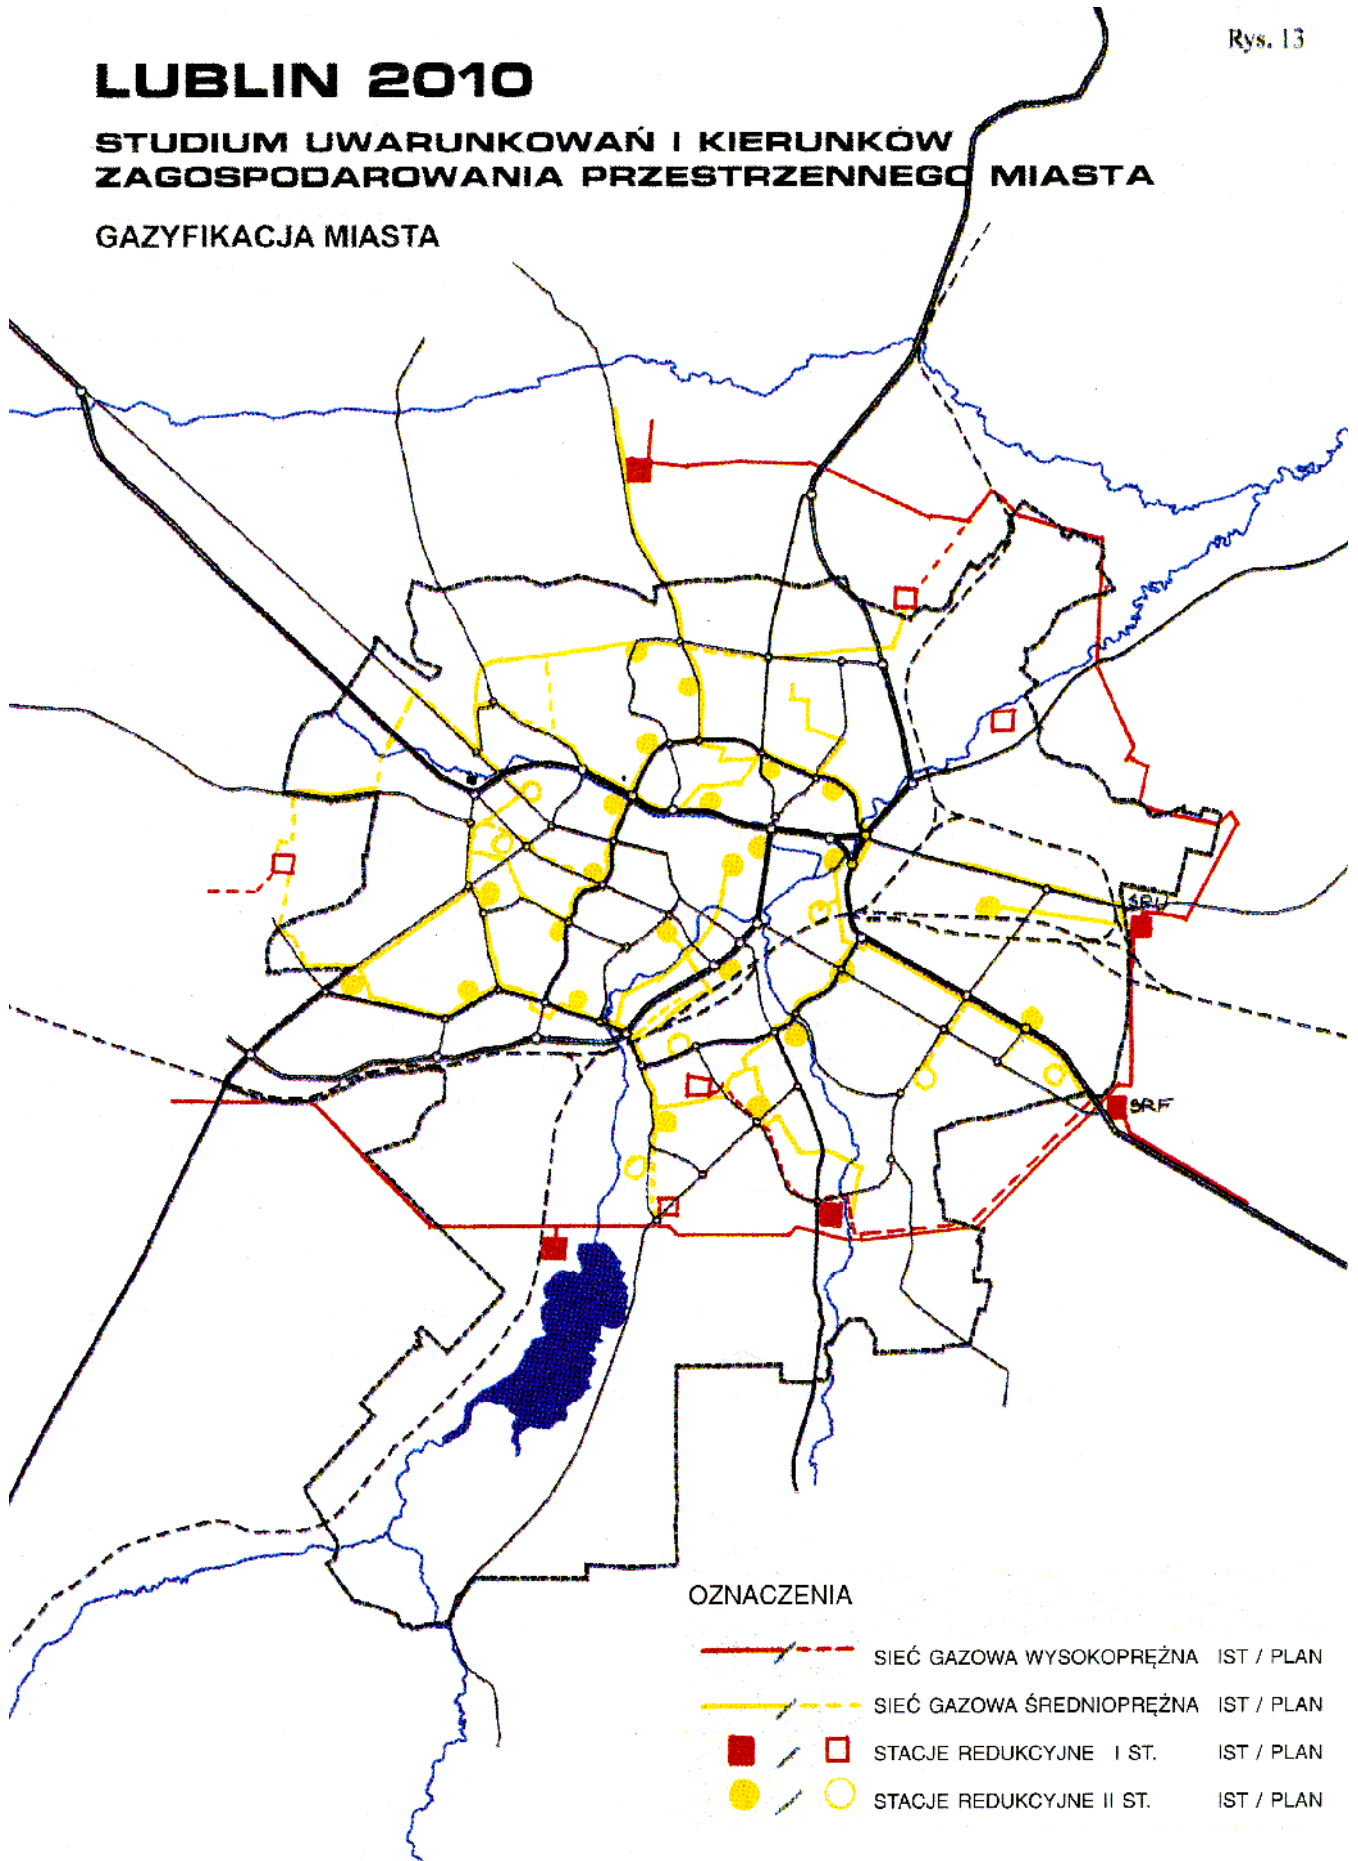 Rys. 13
LUBLIN 2010
STUDIUM UWARUNKOWAŃ I KIERUNKÓW
ZAGOSPODAROWANIA PRZESTRZENNEGO MIASTA
GAZYFIKACJA MIASTA
SRU
SRF
OZNACZENIA
SIEĆ GAZOWA WYSOKOPRĘŻNA IST / PLAN
SIEĆ GAZOWA ŚREDNIOPRĘŻNA IST / PLAN
STACJE REDUKCYJNE I ST. IST / PLAN
STACJE REDUKCYJNE II ST. IST / PLAN